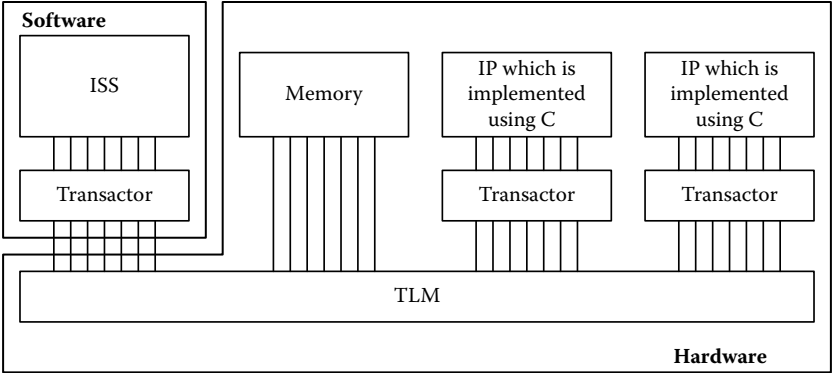 Software
ISS
Transactor
Memory
IP which is
implemented
using C
Transactor
IP which is
implemented
using C
Transactor
TLM
Hardware